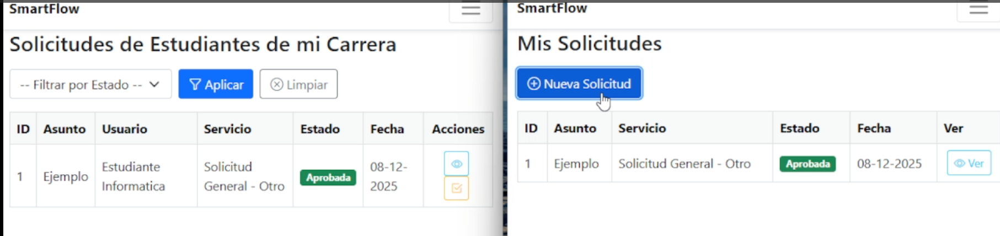 SmartFlow
Solicitudes de Estudiantes de mi Carrera
-- Filtrar por Estado -- Aplicar Limpiar
ID Asunto Usuario Servicio Estado Fecha Acciones
1 Ejemplo Estudiante Informatica Solicitud General - Otro Aprobada 08-12-2025
SmartFlow
Mis Solicitudes
Nueva Solicitud
ID Asunto Servicio Estado Fecha Ver
1 Ejemplo Solicitud General - Otro Aprobada 08-12-2025 Ver